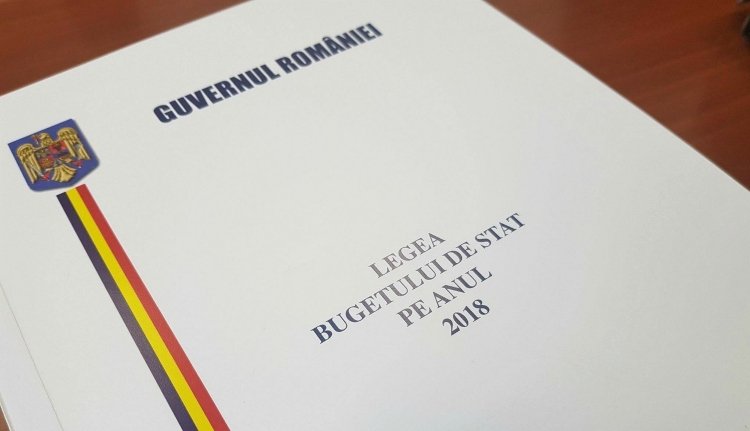 GUVERNUL ROMÂNIEI
LEGEA
BUGETULUI DE STAT
PE ANUL
2018